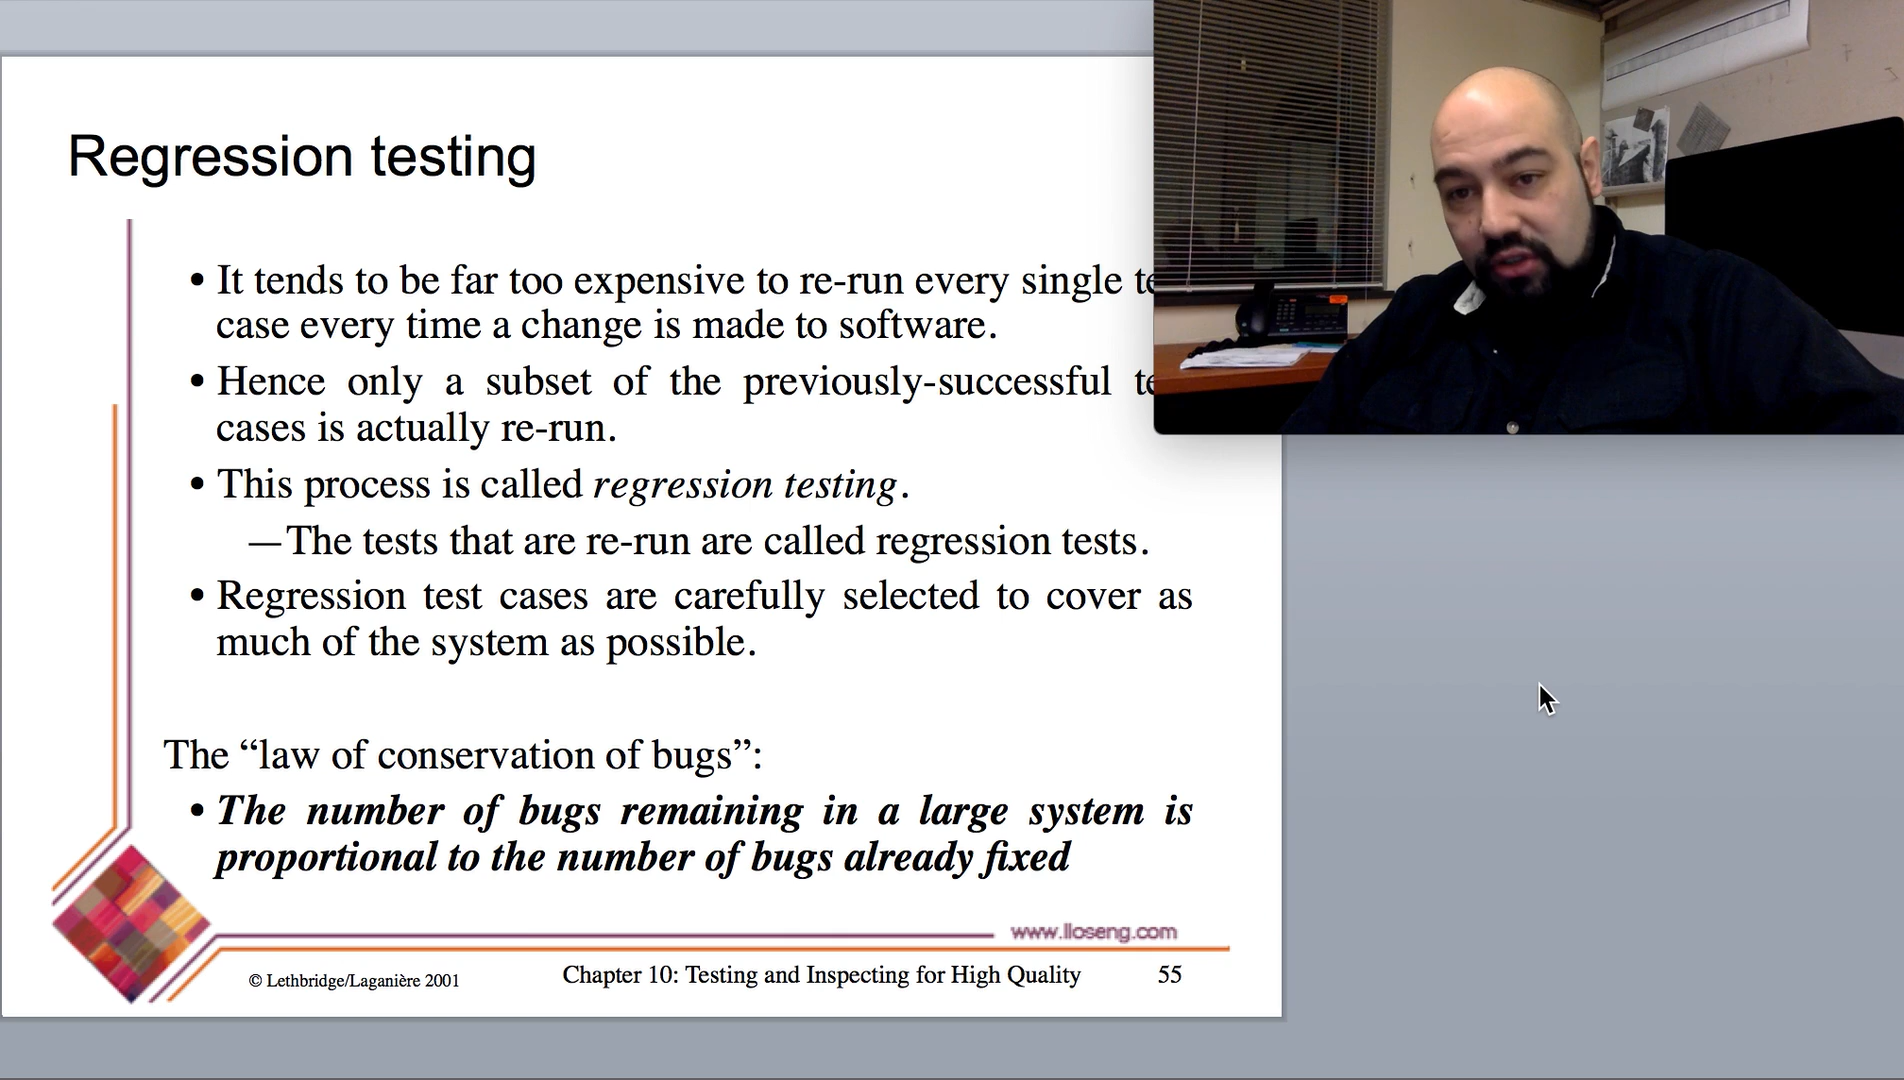 Regression testing
• It tends to be far too expensive to re-run every single
case every time a change is made to software.
• Hence only a subset of the previously-successful
cases is actually re-run.
• This process is called regression testing.
—The tests that are re-run are called regression tests.
• Regression test cases are carefully selected to cover as
much of the system as possible.
The “law of conservation of bugs”:
• The number of bugs remaining in a large system is
proportional to the number of bugs already fixed
www.lloseng.com
© Lethbridge/Laganière 2001
Chapter 10: Testing and Inspecting for High Quality
55